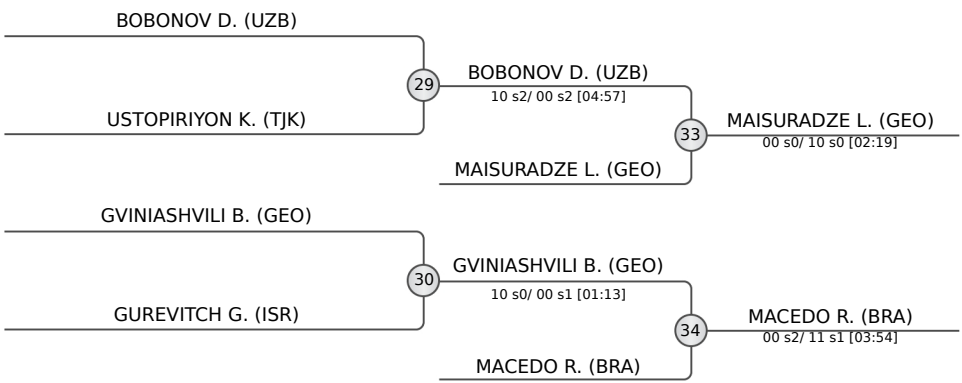 BOBONOV D. (UZB)
29
USTOPIRIYON K. (TJK)
BOBONOV D. (UZB)
10 s2/ 00 s2 [04:57]
33
MAISURADZE L. (GEO)
MAISURADZE L. (GEO)
00 s0/ 10 s0 [02:19]
GVINIASHVILI B. (GEO)
30
GUREVITCH G. (ISR)
GVINIASHVILI B. (GEO)
10 s0/ 00 s1 [01:13]
34
MACEDO R. (BRA)
MACEDO R. (BRA)
00 s2/ 11 s1 [03:54]